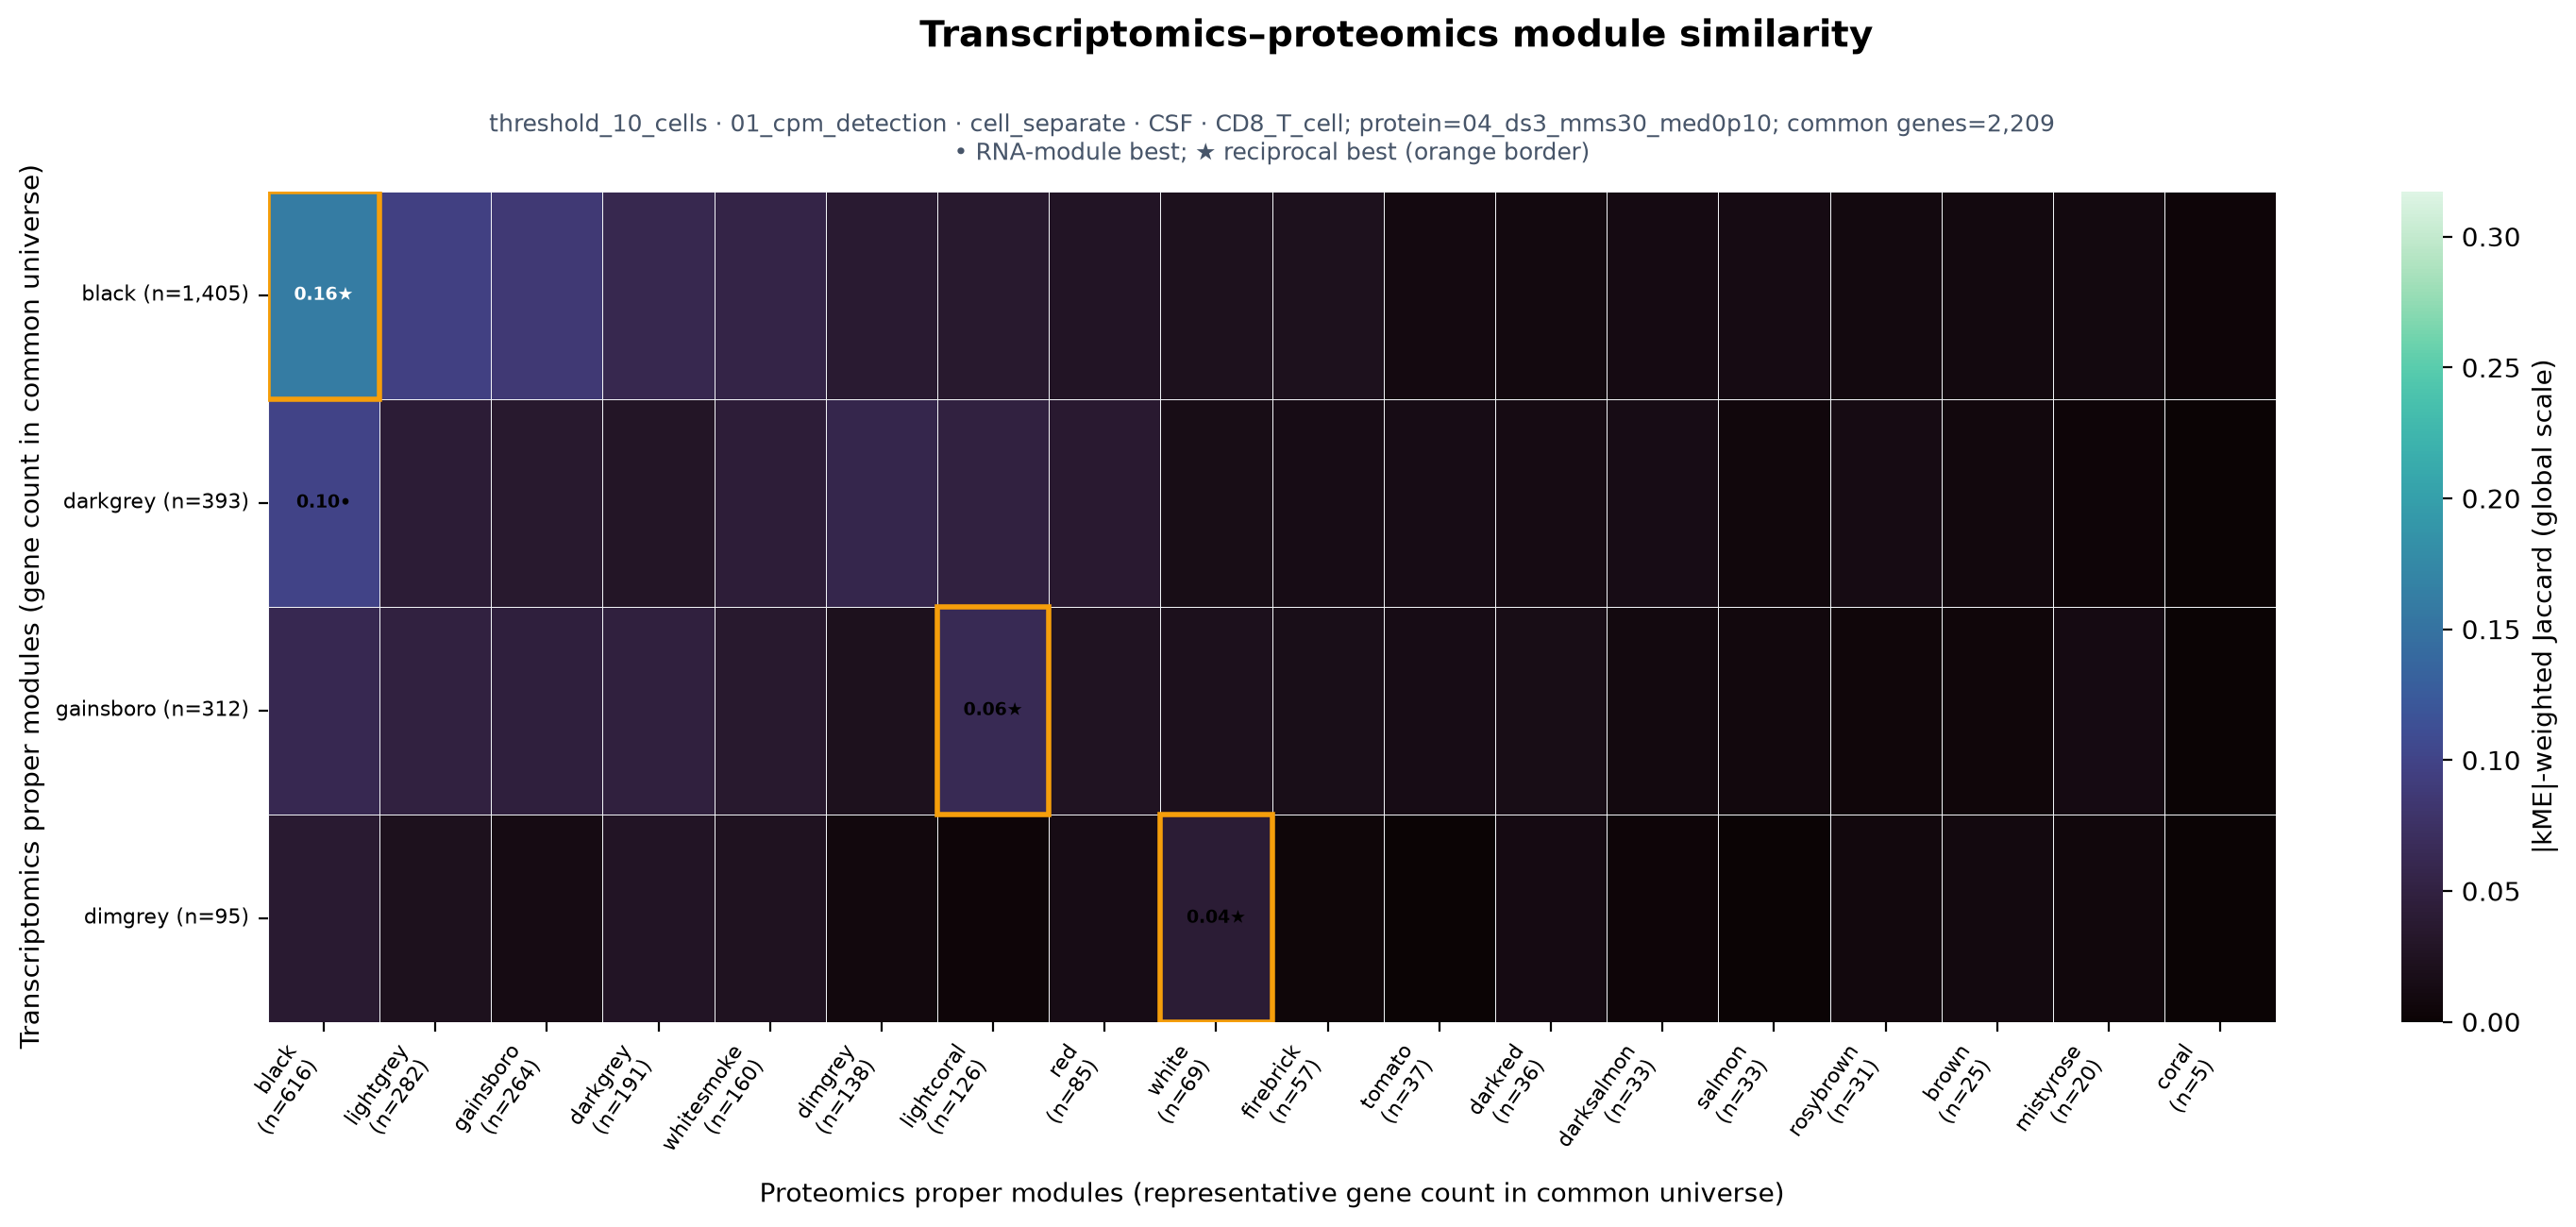 Transcriptomics–proteomics module similarity
threshold_10_cells · 01_cpm_detection · cell_separate · CSF · CD8_T_cell; protein=04_ds3_mms30_med0p10; common genes=2,209
• RNA-module best; ★ reciprocal best (orange border)
Transcriptomics proper modules (gene count in common universe)
black (n=1,405)
darkgrey (n=393)
gainsboro (n=312)
dimgrey (n=95)
0.16★
0.10•
0.06★
0.04★
black
(n=616)
lightgrey
(n=282)
gainsboro
(n=264)
darkgrey
(n=191)
whitesmoke
(n=160)
dimgrey
(n=138)
lightcoral
(n=126)
red
(n=85)
white
(n=69)
firebrick
(n=57)
tomato
(n=37)
darkred
(n=36)
darksalmon
(n=33)
salmon
(n=33)
rosybrown
(n=31)
brown
(n=25)
mistyrose
(n=20)
coral
(n=5)
Proteomics proper modules (representative gene count in common universe)
0.30
0.25
0.20
0.15
0.10
0.05
0.00
|kME|-weighted Jaccard (global scale)